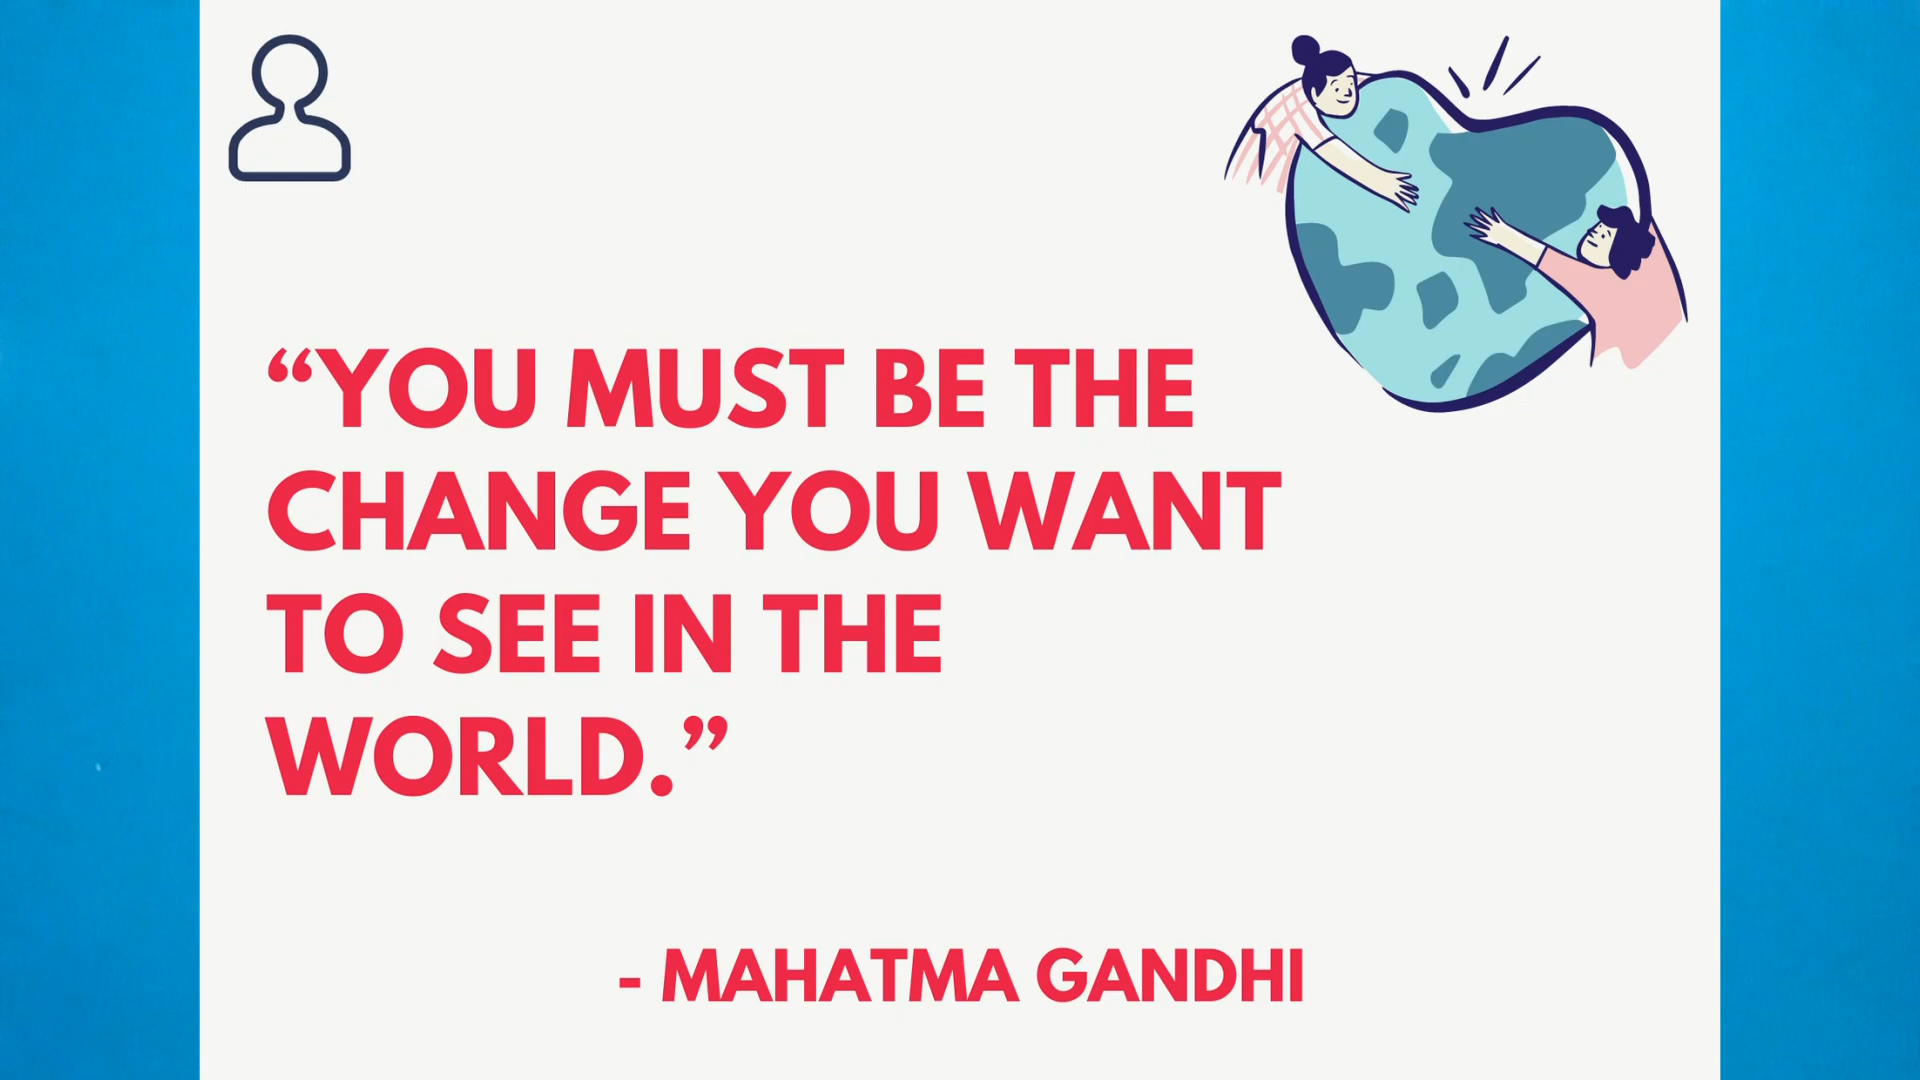 “YOU MUST BE THE
CHANGE YOU WANT
TO SEE IN THE
WORLD.”
- MAHATMA GANDHI